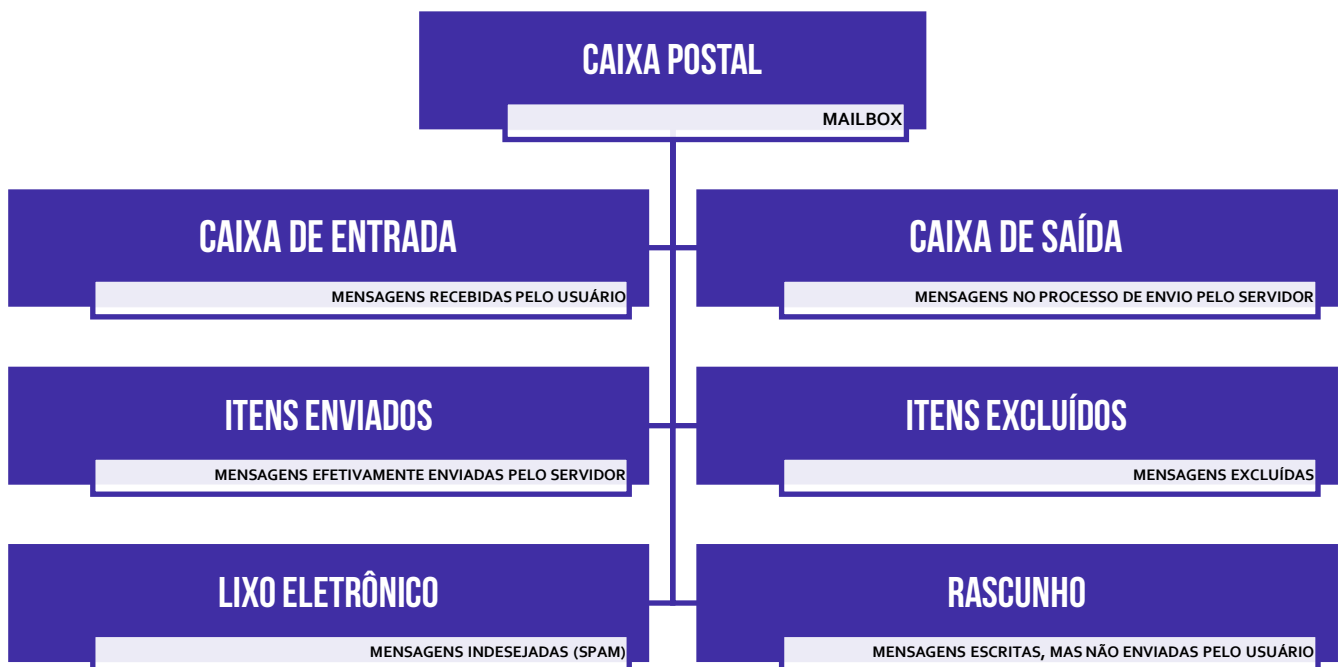 CAIXA POSTAL
MAILBOX
CAIXA DE ENTRADA
MENSAGENS RECEBIDAS PELO USUÁRIO
CAIXA DE SAÍDA
MENSAGENS NO PROCESSO DE ENVIO PELO SERVIDOR
ITENS ENVIADOS
MENSAGENS EFETIVAMENTE ENVIADAS PELO SERVIDOR
ITENS EXCLUÍDOS
MENSAGENS EXCLUÍDAS
LIXO ELETRÔNICO
MENSAGENS INDESEJADAS (SPAM)
RASCUNHO
MENSAGENS ESCRITAS, MAS NÃO ENVIADAS PELO USUÁRIO